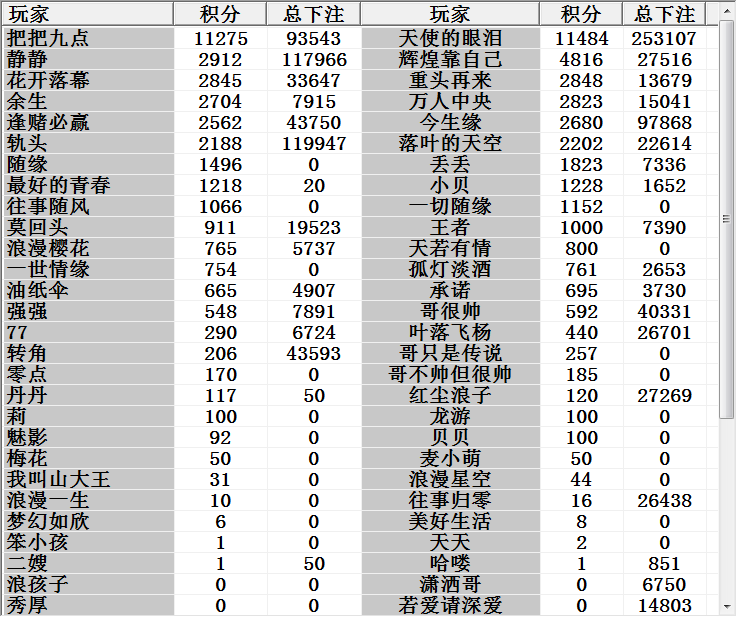 玩家 积分 总下注 玩家 积分 总下注
把把九点 11275 93543 天使的眼泪 11484 253107
静静 2912 117966 辉煌靠自己 4816 27516
花开落幕 2845 33647 重头再来 2848 13679
余生 2704 7915 万人中央 2823 15041
逢赌必赢 2562 43750 今生缘 2680 97868
轨头 2188 119947 落叶的天空 2202 22614
随缘 1496 0 丢丢 1823 7336
最好的青春 1218 20 小贝 1228 1652
往事随风 1066 0 一切随缘 1152 0
莫回头 911 19523 王者 1000 7390
浪漫樱花 765 5737 天若有情 800 0
一世情缘 754 0 孤灯淡酒 761 2653
油纸伞 665 4907 承诺 695 3730
强强 548 7891 哥很帅 592 40331
77 290 6724 叶落飞杨 440 26701
转角 206 43593 哥只是传说 257 0
零点 170 0 哥不帅但很帅 185 0
丹丹 117 50 红尘浪子 120 27269
莉 100 0 龙游 100 0
魅影 92 0 贝贝 100 0
梅花 50 0 麦小萌 50 0
我叫山大王 31 0 浪漫星空 44 0
浪漫一生 10 0 往事归零 16 26438
梦幻如欣 6 0 美好生活 8 0
笨小孩 1 0 天天 2 0
二嫂 1 50 哈喽 1 851
浪孩子 0 0 潇洒哥 0 6750
秀厚 0 0 若爱请深爱 0 14803